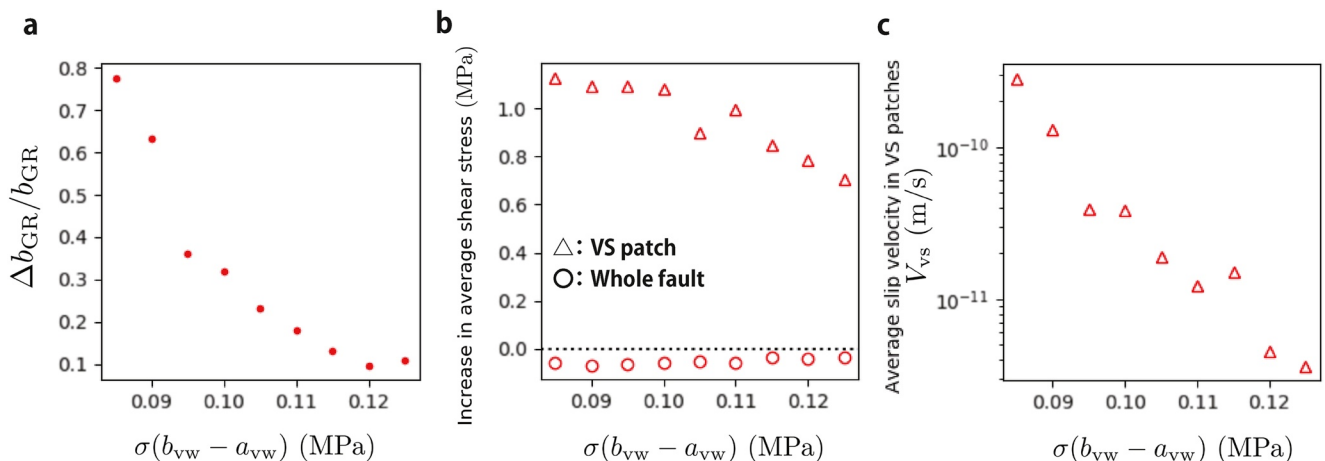 a
0.8
0.7
0.6
0.5
0.4
0.3
0.2
0.1
Δb_GR/b_GR
0.09 0.10 0.11 0.12
σ(b_vw − a_vw) (MPa)
b
Increase in average shear stress (MPa)
1.0
0.8
0.6
0.4
0.2
0.0
△: VS patch
○: Whole fault
0.09 0.10 0.11 0.12
σ(b_vw − a_vw) (MPa)
c
Average slip velocity in VS patches
V_vs (m/s)
10⁻¹⁰
10⁻¹¹
0.09 0.10 0.11 0.12
σ(b_vw − a_vw) (MPa)